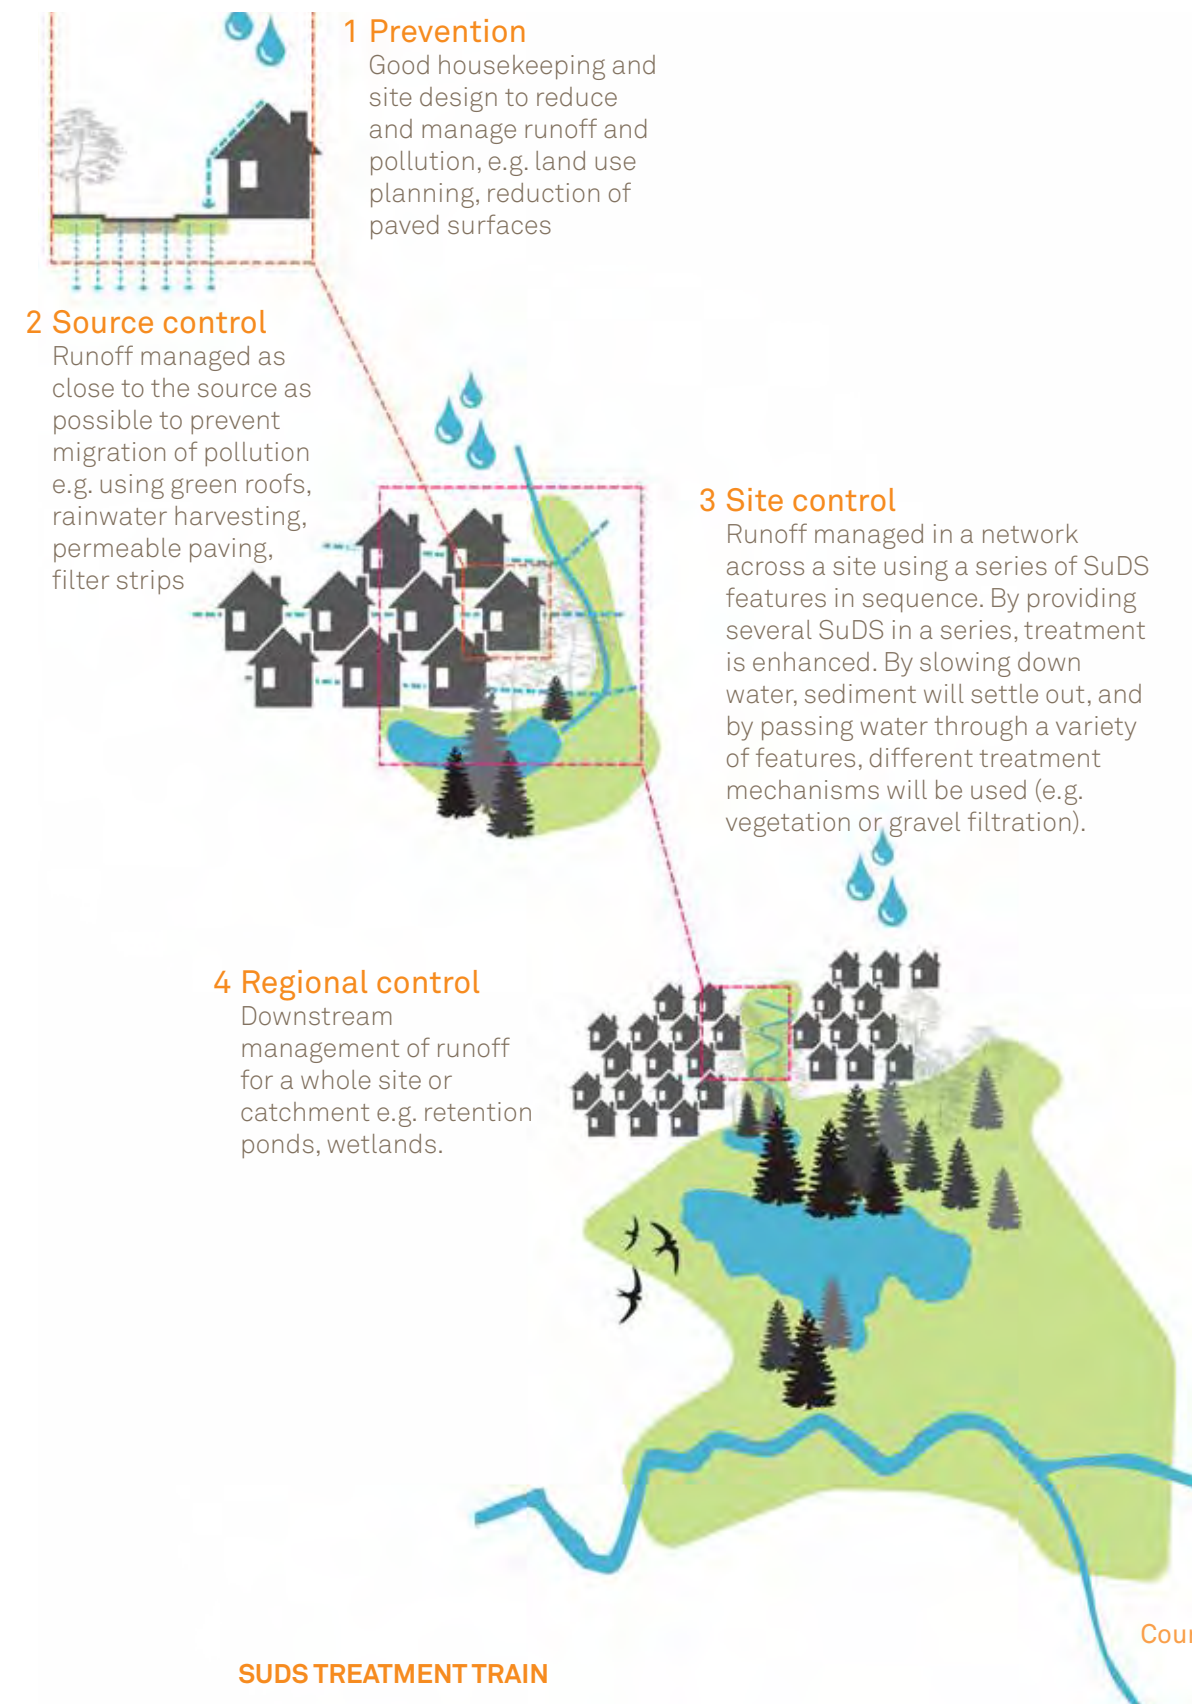 1 Prevention
Good housekeeping and
site design to reduce
and manage runoff and
pollution, e.g. land use
planning, reduction of
paved surfaces
2 Source control
Runoff managed as
close to the source as
possible to prevent
migration of pollution
e.g. using green roofs,
rainwater harvesting,
permeable paving,
filter strips
3 Site control
Runoff managed in a network
across a site using a series of SuDS
features in sequence. By providing
several SuDS in a series, treatment
is enhanced. By slowing down
water, sediment will settle out, and
by passing water through a variety
of features, different treatment
mechanisms will be used (e.g.
vegetation or gravel filtration).
4 Regional control
Downstream
management of runoff
for a whole site or
catchment e.g. retention
ponds, wetlands.
Cour
SUDS TREATMENT TRAIN